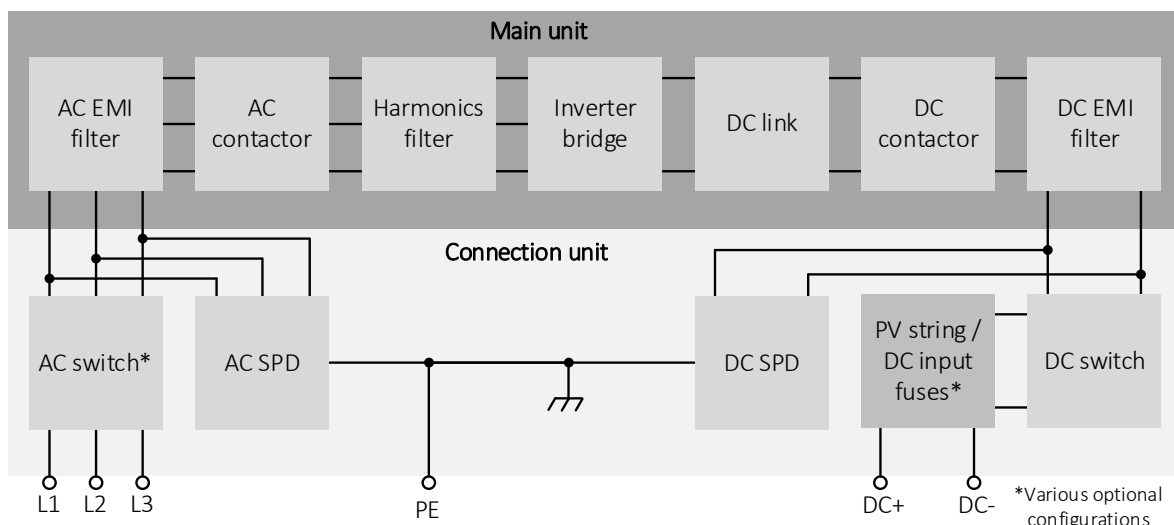 Main unit
AC EMI
filter
AC
contactor
Harmonics
filter
Inverter
bridge
DC link
DC
contactor
DC EMI
filter
Connection unit
AC switch*
AC SPD
DC SPD
PV string /
DC input
fuses*
DC switch
L1
L2
L3
PE
DC+
DC-
*Various optional
configurations